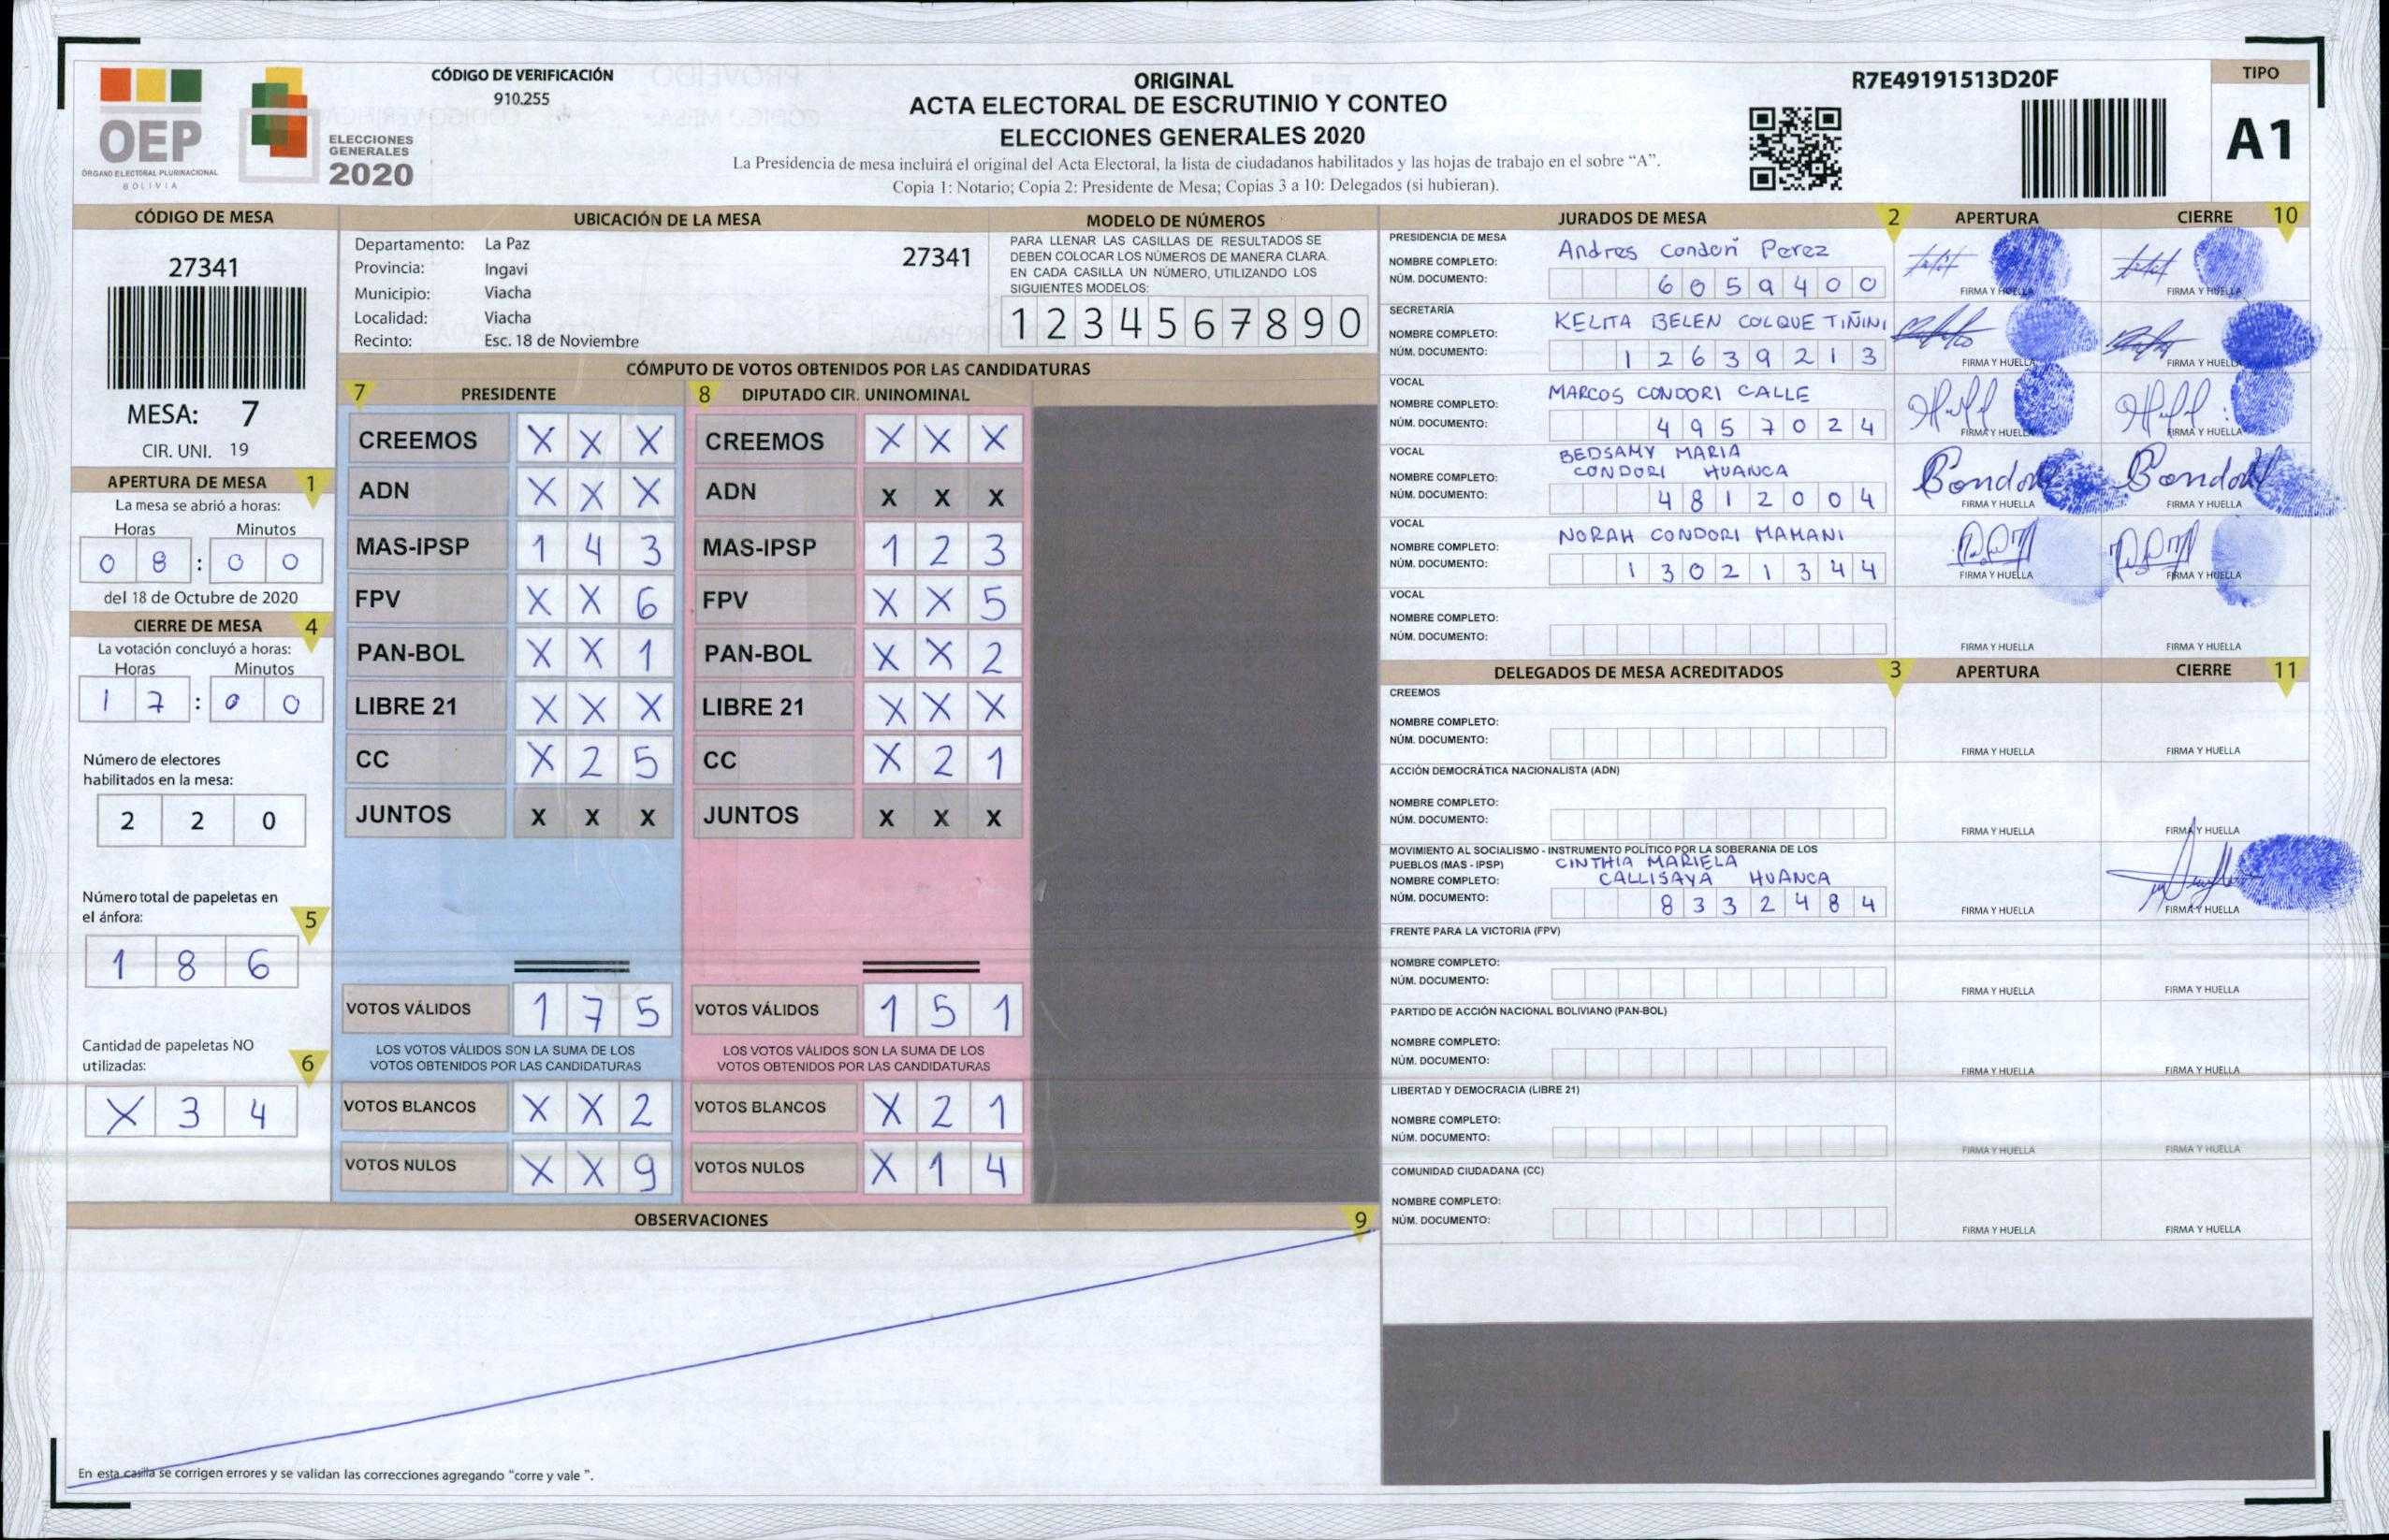 CÓDIGO DE VERIFICACIÓN
910.255
OEP
ÓRGANO ELECTORAL PLURINACIONAL
BOLIVIA
ELECCIONES
GENERALES
2020
ORIGINAL
ACTA ELECTORAL DE ESCRUTINIO Y CONTEO
ELECCIONES GENERALES 2020
La Presidencia de mesa incluirá el original del Acta Electoral, la lista de ciudadanos habilitados y las hojas de trabajo en el sobre “A”.
Copia 1: Notario; Copia 2: Presidente de Mesa; Copias 3 a 10: Delegados (si hubieran).
R7E49191513D20F
TIPO
A1
CÓDIGO DE MESA
27341
MESA: 7
CIR. UNI. 19
APERTURA DE MESA 1
La mesa se abrió a horas:
Horas Minutos
0 8 : 0 0
del 18 de Octubre de 2020
CIERRE DE MESA 4
La votación concluyó a horas:
Horas Minutos
1 7 : 0 0
Número de electores
habilitados en la mesa:
2 2 0
Número total de papeletas en
el ánfora: 5
1 8 6
Cantidad de papeletas NO
utilizadas: 6
X 3 4
UBICACIÓN DE LA MESA
Departamento: La Paz
27341
Provincia: Ingavi
Municipio: Viacha
Localidad: Viacha
Recinto: Esc. 18 de Noviembre
MODELO DE NÚMEROS
PARA LLENAR LAS CASILLAS DE RESULTADOS SE
DEBEN COLOCAR LOS NÚMEROS DE MANERA CLARA.
EN CADA CASILLA UN NÚMERO, UTILIZANDO LOS
SIGUIENTES MODELOS:
1 2 3 4 5 6 7 8 9 0
CÓMPUTO DE VOTOS OBTENIDOS POR LAS CANDIDATURAS
7 PRESIDENTE
CREEMOS X X X
ADN X X X
MAS-IPSP 1 4 3
FPV X X 6
PAN-BOL X X 1
LIBRE 21 X X X
CC X 2 5
JUNTOS X X X
VOTOS VÁLIDOS 1 7 5
LOS VOTOS VÁLIDOS SON LA SUMA DE LOS
VOTOS OBTENIDOS POR LAS CANDIDATURAS
VOTOS BLANCOS X X 2
VOTOS NULOS X X 9
8 DIPUTADO CIR. UNINOMINAL
CREEMOS X X X
ADN X X X
MAS-IPSP 1 2 3
FPV X X 5
PAN-BOL X X 2
LIBRE 21 X X X
CC X 2 1
JUNTOS X X X
VOTOS VÁLIDOS 1 5 1
LOS VOTOS VÁLIDOS SON LA SUMA DE LOS
VOTOS OBTENIDOS POR LAS CANDIDATURAS
VOTOS BLANCOS X 2 1
VOTOS NULOS X 1 4
OBSERVACIONES 9
En esta casilla se corrigen errores y se validan las correcciones agregando “corre y vale ”.
JURADOS DE MESA 2 APERTURA CIERRE 10
PRESIDENCIA DE MESA
NOMBRE COMPLETO: Andres Condori Perez
NÚM. DOCUMENTO: 6 0 5 9 4 0 0
FIRMA Y HUELLA FIRMA Y HUELLA
SECRETARÍA
NOMBRE COMPLETO: KELITA BELEN COLQUE TIÑINI
NÚM. DOCUMENTO: 1 2 6 3 9 2 1 3
FIRMA Y HUELLA FIRMA Y HUELLA
VOCAL
NOMBRE COMPLETO: MARCOS CONDORI CALLE
NÚM. DOCUMENTO: 4 9 5 7 0 2 4
FIRMA Y HUELLA FIRMA Y HUELLA
VOCAL
BEDSAMY MARIA
NOMBRE COMPLETO: CONDORI HUANCA
NÚM. DOCUMENTO: 4 8 1 2 0 0 4
FIRMA Y HUELLA FIRMA Y HUELLA
VOCAL
NOMBRE COMPLETO: NORAH CONDORI MAMANI
NÚM. DOCUMENTO: 1 3 0 2 1 3 4 4
FIRMA Y HUELLA FIRMA Y HUELLA
VOCAL
NOMBRE COMPLETO:
NÚM. DOCUMENTO:
FIRMA Y HUELLA FIRMA Y HUELLA
DELEGADOS DE MESA ACREDITADOS 3 APERTURA CIERRE 11
CREEMOS
NOMBRE COMPLETO:
NÚM. DOCUMENTO:
FIRMA Y HUELLA FIRMA Y HUELLA
ACCIÓN DEMOCRÁTICA NACIONALISTA (ADN)
NOMBRE COMPLETO:
NÚM. DOCUMENTO:
FIRMA Y HUELLA FIRMA Y HUELLA
MOVIMIENTO AL SOCIALISMO - INSTRUMENTO POLÍTICO POR LA SOBERANIA DE LOS
PUEBLOS (MAS - IPSP) CINTHIA MARIELA
NOMBRE COMPLETO: CALLISAYA HUANCA
NÚM. DOCUMENTO: 8 3 3 2 4 8 4
FIRMA Y HUELLA FIRMA Y HUELLA
FRENTE PARA LA VICTORIA (FPV)
NOMBRE COMPLETO:
NÚM. DOCUMENTO:
FIRMA Y HUELLA FIRMA Y HUELLA
PARTIDO DE ACCIÓN NACIONAL BOLIVIANO (PAN-BOL)
NOMBRE COMPLETO:
NÚM. DOCUMENTO:
FIRMA Y HUELLA FIRMA Y HUELLA
LIBERTAD Y DEMOCRACIA (LIBRE 21)
NOMBRE COMPLETO:
NÚM. DOCUMENTO:
FIRMA Y HUELLA FIRMA Y HUELLA
COMUNIDAD CIUDADANA (CC)
NOMBRE COMPLETO:
NÚM. DOCUMENTO:
FIRMA Y HUELLA FIRMA Y HUELLA